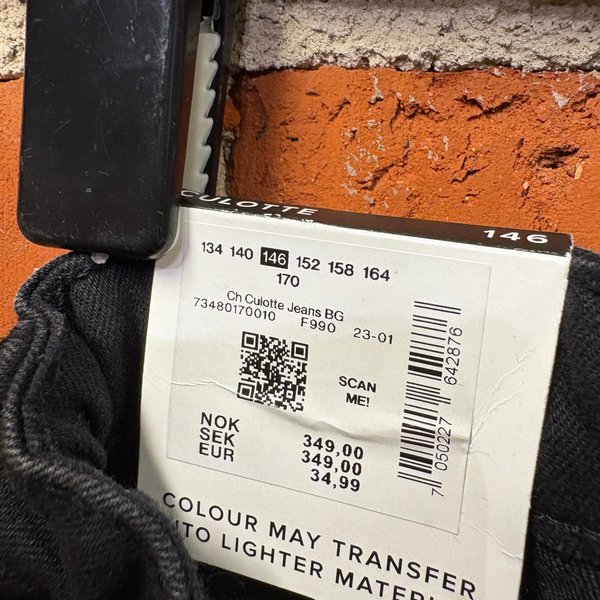 CULOTTE 146
134 140 146 152 158 164
170
Ch Culotte Jeans BG
73480170010 F990 23-01
SCAN
ME!
7 050227 642876
NOK 349,00
SEK 349,00
EUR 34,99
COLOUR MAY TRANSFER
TO LIGHTER